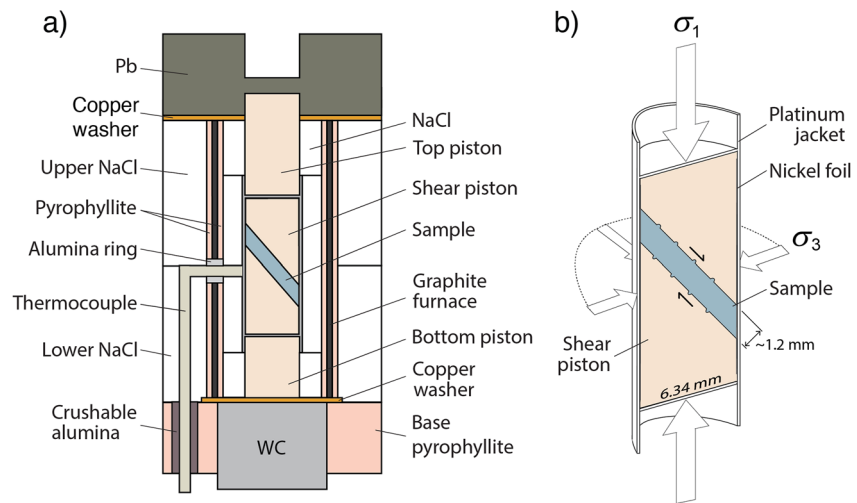 a)
Pb
Copper
washer
Upper NaCl
Pyrophyllite
Alumina ring
Thermocouple
Lower NaCl
Crushable
alumina
NaCl
Top piston
Shear piston
Sample
Graphite
furnace
Bottom piston
Copper
washer
Base
pyrophyllite
WC
b)
σ1
Platinum
jacket
Nickel foil
σ3
Sample
~1.2 mm
Shear
piston
6.34 mm